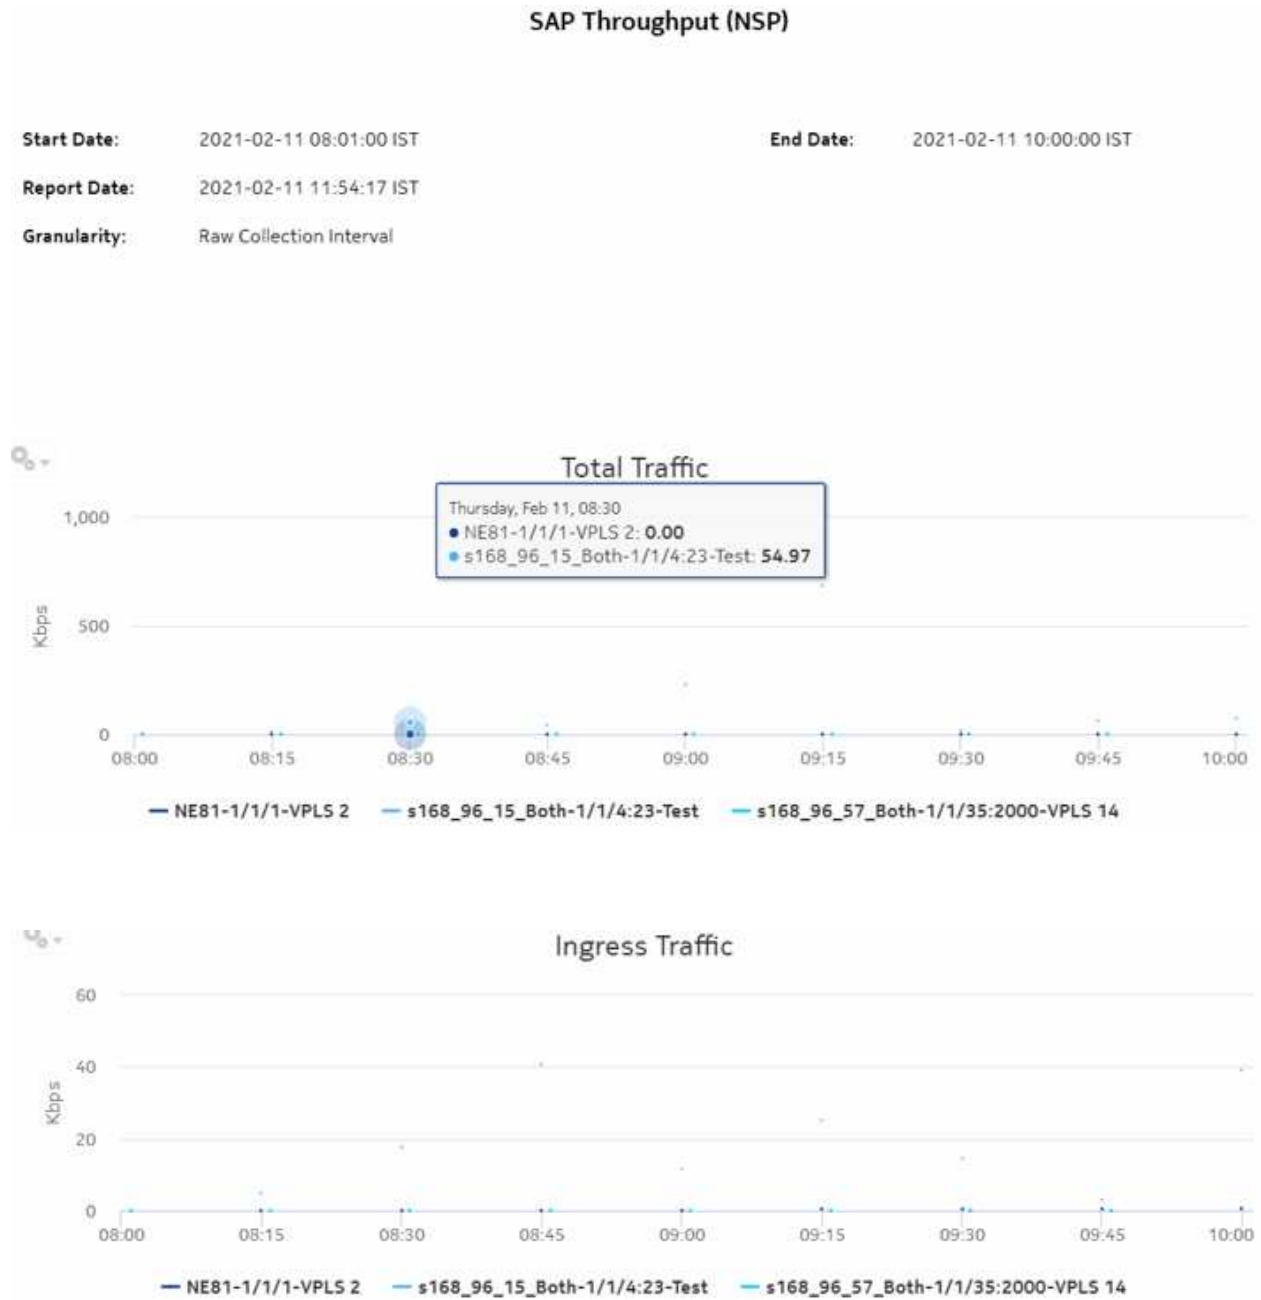 SAP Throughput (NSP)
Start Date: 2021-02-11 08:01:00 IST End Date: 2021-02-11 10:00:00 IST
Report Date: 2021-02-11 11:54:17 IST
Granularity: Raw Collection Interval
Total Traffic
Thursday, Feb 11, 08:30
NE81-1/1/1-VPLS 2: 0.00
s168_96_15_Both-1/1/4:23-Test: 54.97
1,000
500
0
Kbps
08:00 08:15 08:30 08:45 09:00 09:15 09:30 09:45 10:00
NE81-1/1/1-VPLS 2 s168_96_15_Both-1/1/4:23-Test s168_96_57_Both-1/1/35:2000-VPLS 14
Ingress Traffic
60
40
20
0
Kbps
08:00 08:15 08:30 08:45 09:00 09:15 09:30 09:45 10:00
NE81-1/1/1-VPLS 2 s168_96_15_Both-1/1/4:23-Test s168_96_57_Both-1/1/35:2000-VPLS 14